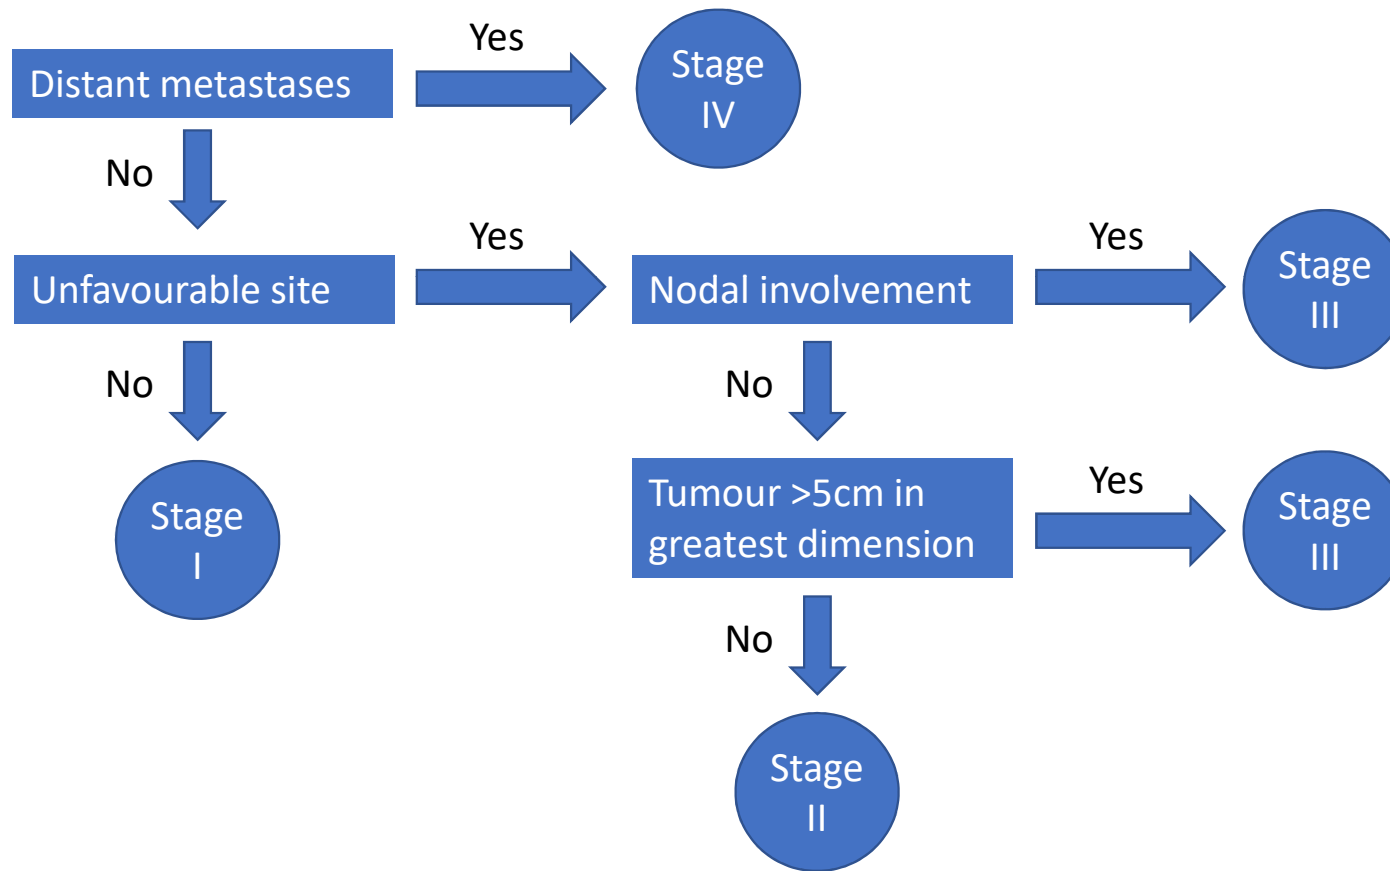 Yes
Distant metastases
Stage
IV
No
Yes
Yes
Unfavourable site
Nodal involvement
Stage
III
No
No
Stage
I
Tumour >5cm in
greatest dimension
Yes
Stage
III
No
Stage
II